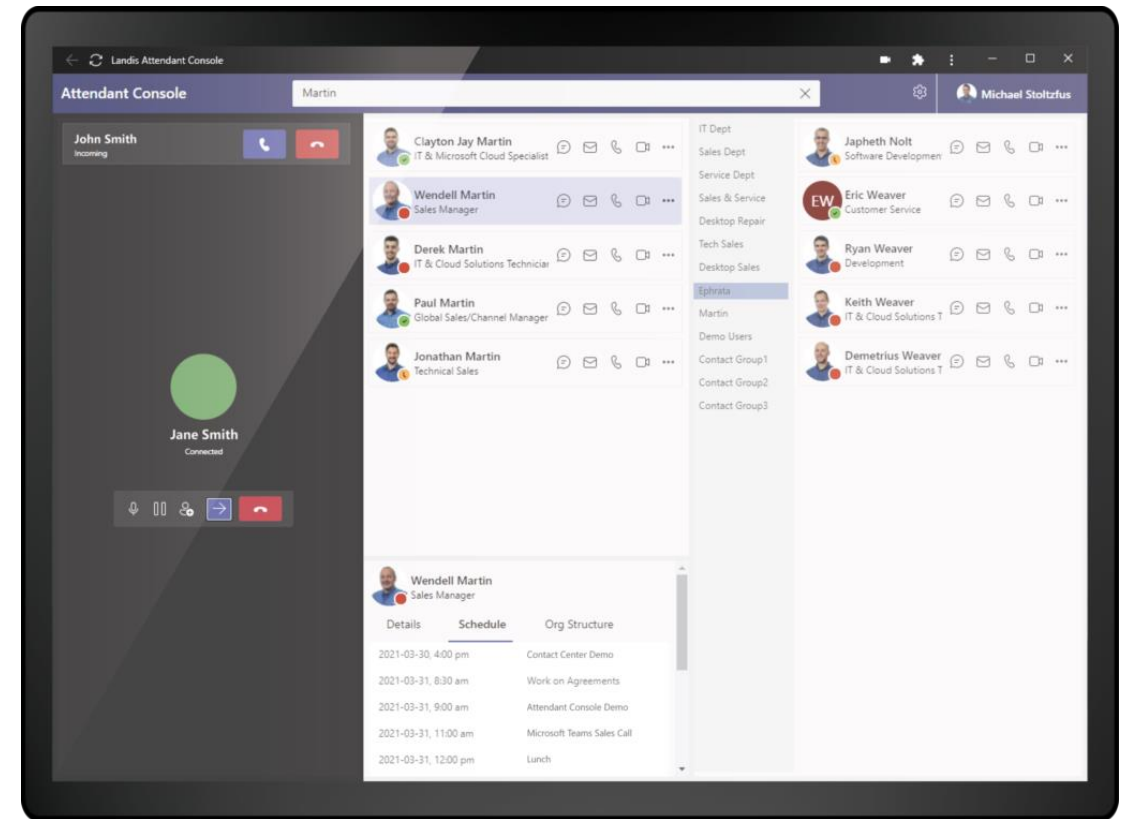 Landis Attendant Console
Attendant Console
Martin
Michael Stoltzfus
John Smith
Incoming
Jane Smith
Connected
Clayton Jay Martin
IT & Microsoft Cloud Specialist
Wendell Martin
Sales Manager
Derek Martin
IT & Cloud Solutions Technician
Paul Martin
Global Sales/Channel Manager
Jonathan Martin
Technical Sales
Wendell Martin
Sales Manager
Details Schedule Org Structure
2021-03-30, 4:00 pm Contact Center Demo
2021-03-31, 8:30 am Work on Agreements
2021-03-31, 9:00 am Attendant Console Demo
2021-03-31, 11:00 am Microsoft Teams Sales Call
2021-03-31, 12:00 pm Lunch
IT Dept
Sales Dept
Service Dept
Sales & Service
Desktop Repair
Tech Sales
Desktop Sales
Ephrata
Martin
Demo Users
Contact Group1
Contact Group2
Contact Group3
Japheth Nolt
Software Developmen
EW
Eric Weaver
Customer Service
Ryan Weaver
Development
Keith Weaver
IT & Cloud Solutions T
Demetrius Weaver
IT & Cloud Solutions T